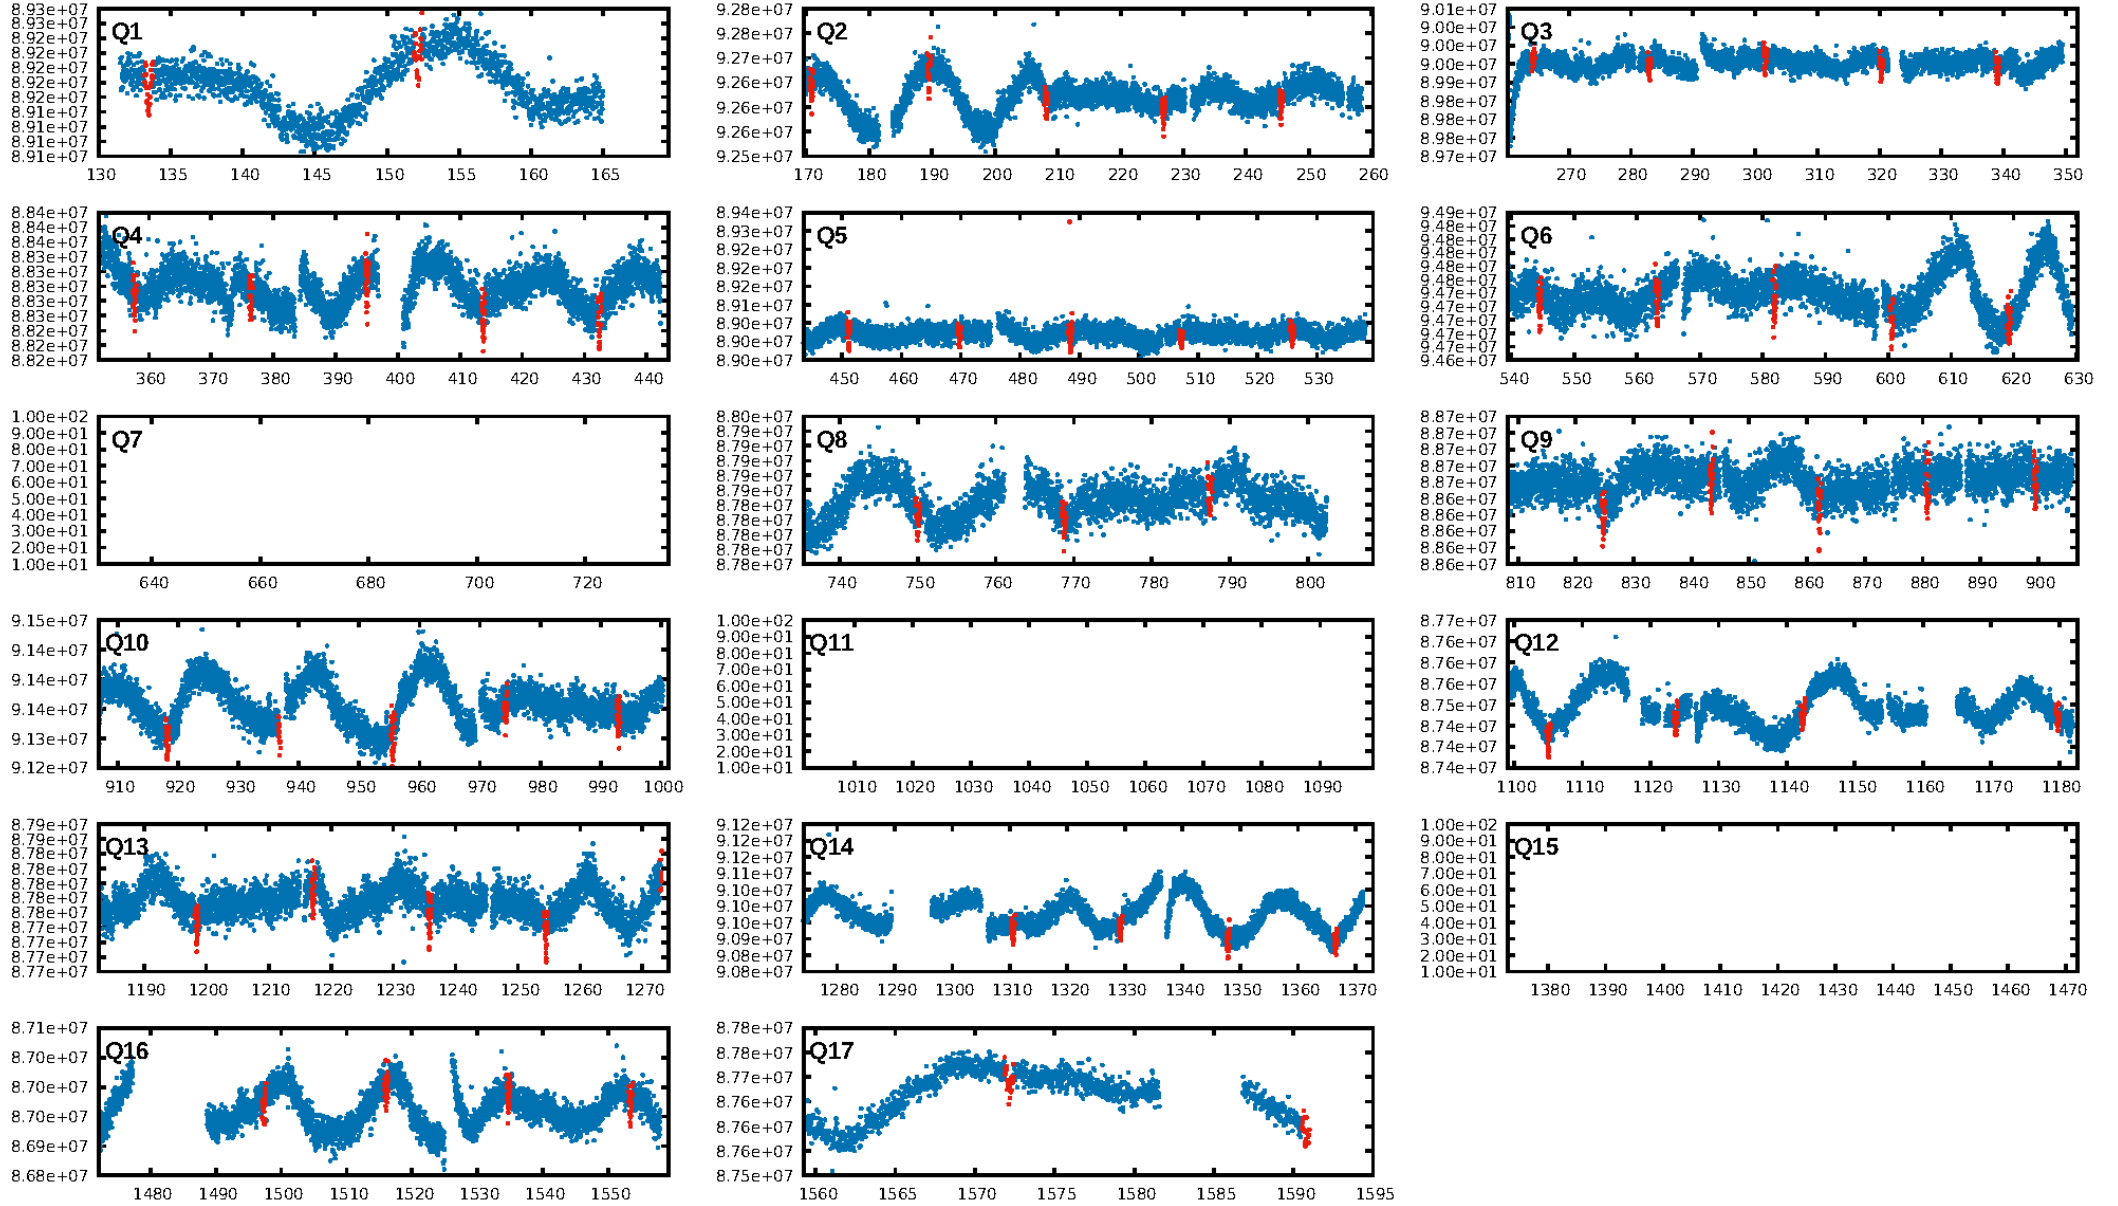 8.93e+07
8.93e+07
8.92e+07
8.92e+07
8.92e+07
8.92e+07
8.92e+07
8.91e+07
8.91e+07
8.91e+07
8.91e+07
Q1
130 135 140 145 150 155 160 165
9.28e+07
9.28e+07
9.27e+07
9.26e+07
9.26e+07
9.26e+07
9.25e+07
Q2
170 180 190 200 210 220 230 240 250 260
9.01e+07
9.00e+07
9.00e+07
8.99e+07
8.99e+07
8.98e+07
8.98e+07
8.97e+07
Q3
270 280 290 300 310 320 330 340 350
8.84e+07
8.84e+07
8.83e+07
8.83e+07
8.83e+07
8.82e+07
8.82e+07
Q4
360 370 380 390 400 410 420 430 440
8.94e+07
8.93e+07
8.92e+07
8.92e+07
8.91e+07
8.90e+07
8.90e+07
8.90e+07
Q5
450 460 470 480 490 500 510 520 530
9.49e+07
9.48e+07
9.48e+07
9.48e+07
9.48e+07
9.47e+07
9.47e+07
9.47e+07
9.47e+07
9.47e+07
9.46e+07
Q6
540 550 560 570 580 590 600 610 620 630
1.00e+02
9.00e+01
8.00e+01
7.00e+01
6.00e+01
5.00e+01
4.00e+01
3.00e+01
2.00e+01
1.00e+01
Q7
640 660 680 700 720
8.80e+07
8.79e+07
8.79e+07
8.79e+07
8.79e+07
8.79e+07
8.78e+07
8.78e+07
8.78e+07
8.78e+07
8.78e+07
Q8
740 750 760 770 780 790 800
8.87e+07
8.87e+07
8.87e+07
8.87e+07
8.87e+07
8.86e+07
8.86e+07
8.86e+07
8.86e+07
8.86e+07
Q9
810 820 830 840 850 860 870 880 890 900
9.15e+07
9.14e+07
9.14e+07
9.14e+07
9.13e+07
9.12e+07
Q10
910 920 930 940 950 960 970 980 990 1000
1.00e+02
9.00e+01
8.00e+01
7.00e+01
6.00e+01
5.00e+01
4.00e+01
3.00e+01
2.00e+01
1.00e+01
Q11
1010 1020 1030 1040 1050 1060 1070 1080 1090
8.77e+07
8.76e+07
8.76e+07
8.76e+07
8.75e+07
8.74e+07
8.74e+07
8.74e+07
Q12
1100 1110 1120 1130 1140 1150 1160 1170 1180
8.79e+07
8.79e+07
8.78e+07
8.78e+07
8.78e+07
8.78e+07
8.78e+07
8.77e+07
8.77e+07
8.77e+07
8.77e+07
Q13
1190 1200 1210 1220 1230 1240 1250 1260 1270
9.12e+07
9.12e+07
9.11e+07
9.10e+07
9.10e+07
9.10e+07
9.09e+07
9.08e+07
9.08e+07
Q14
1280 1290 1300 1310 1320 1330 1340 1350 1360 1370
1.00e+02
9.00e+01
8.00e+01
7.00e+01
6.00e+01
5.00e+01
4.00e+01
3.00e+01
2.00e+01
1.00e+01
Q15
1380 1390 1400 1410 1420 1430 1440 1450 1460 1470
8.71e+07
8.70e+07
8.70e+07
8.70e+07
8.69e+07
8.68e+07
Q16
1480 1490 1500 1510 1520 1530 1540 1550
8.78e+07
8.78e+07
8.77e+07
8.76e+07
8.76e+07
8.76e+07
8.75e+07
Q17
1560 1565 1570 1575 1580 1585 1590 1595